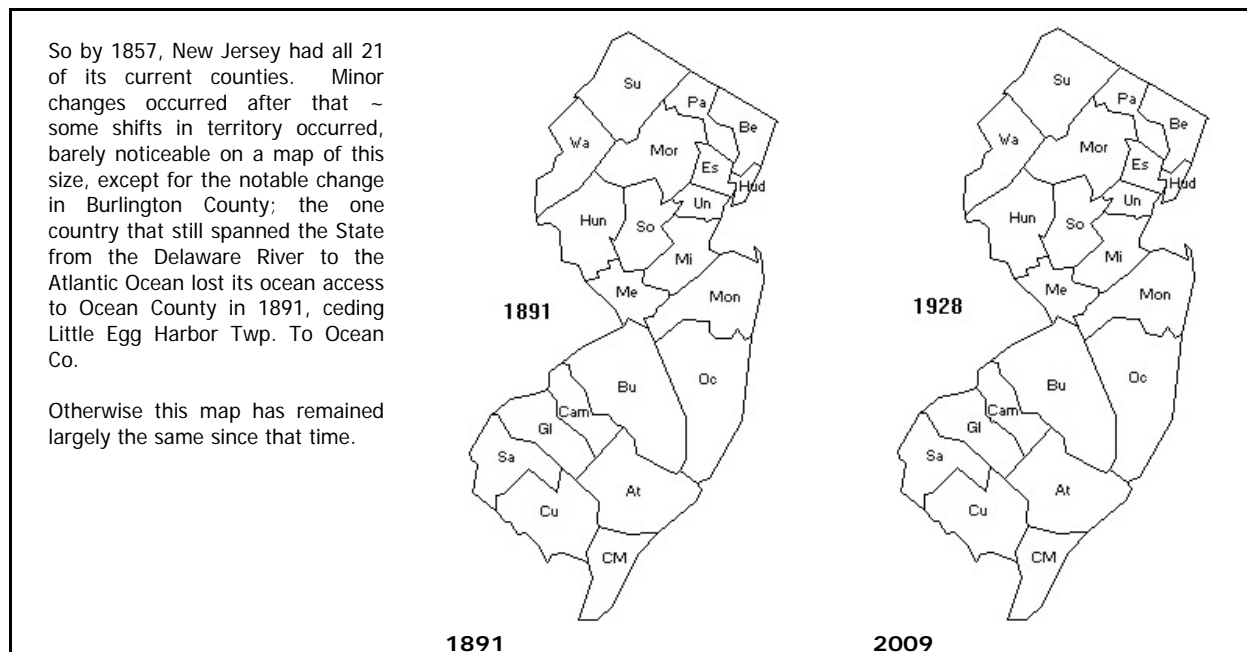 So by 1857, New Jersey had all 21
of its current counties. Minor
changes occurred after that ~
some shifts in territory occurred,
barely noticeable on a map of this
size, except for the notable change
in Burlington County; the one
country that still spanned the State
from the Delaware River to the
Atlantic Ocean lost its ocean access
to Ocean County in 1891, ceding
Little Egg Harbor Twp. To Ocean
Co.
Otherwise this map has remained
largely the same since that time.
Su
Pa
Be
Wa
Mor
Es
Hud
Un
Hun
So
Mi
Me
Mon
1891
Bu
Oc
Cam
Gl
Sa
At
Cu
CM
1891
Su
Pa
Be
Wa
Mor
Es
Hud
Un
Hun
So
Mi
Me
Mon
1928
Bu
Oc
Cam
Gl
Sa
At
Cu
CM
2009